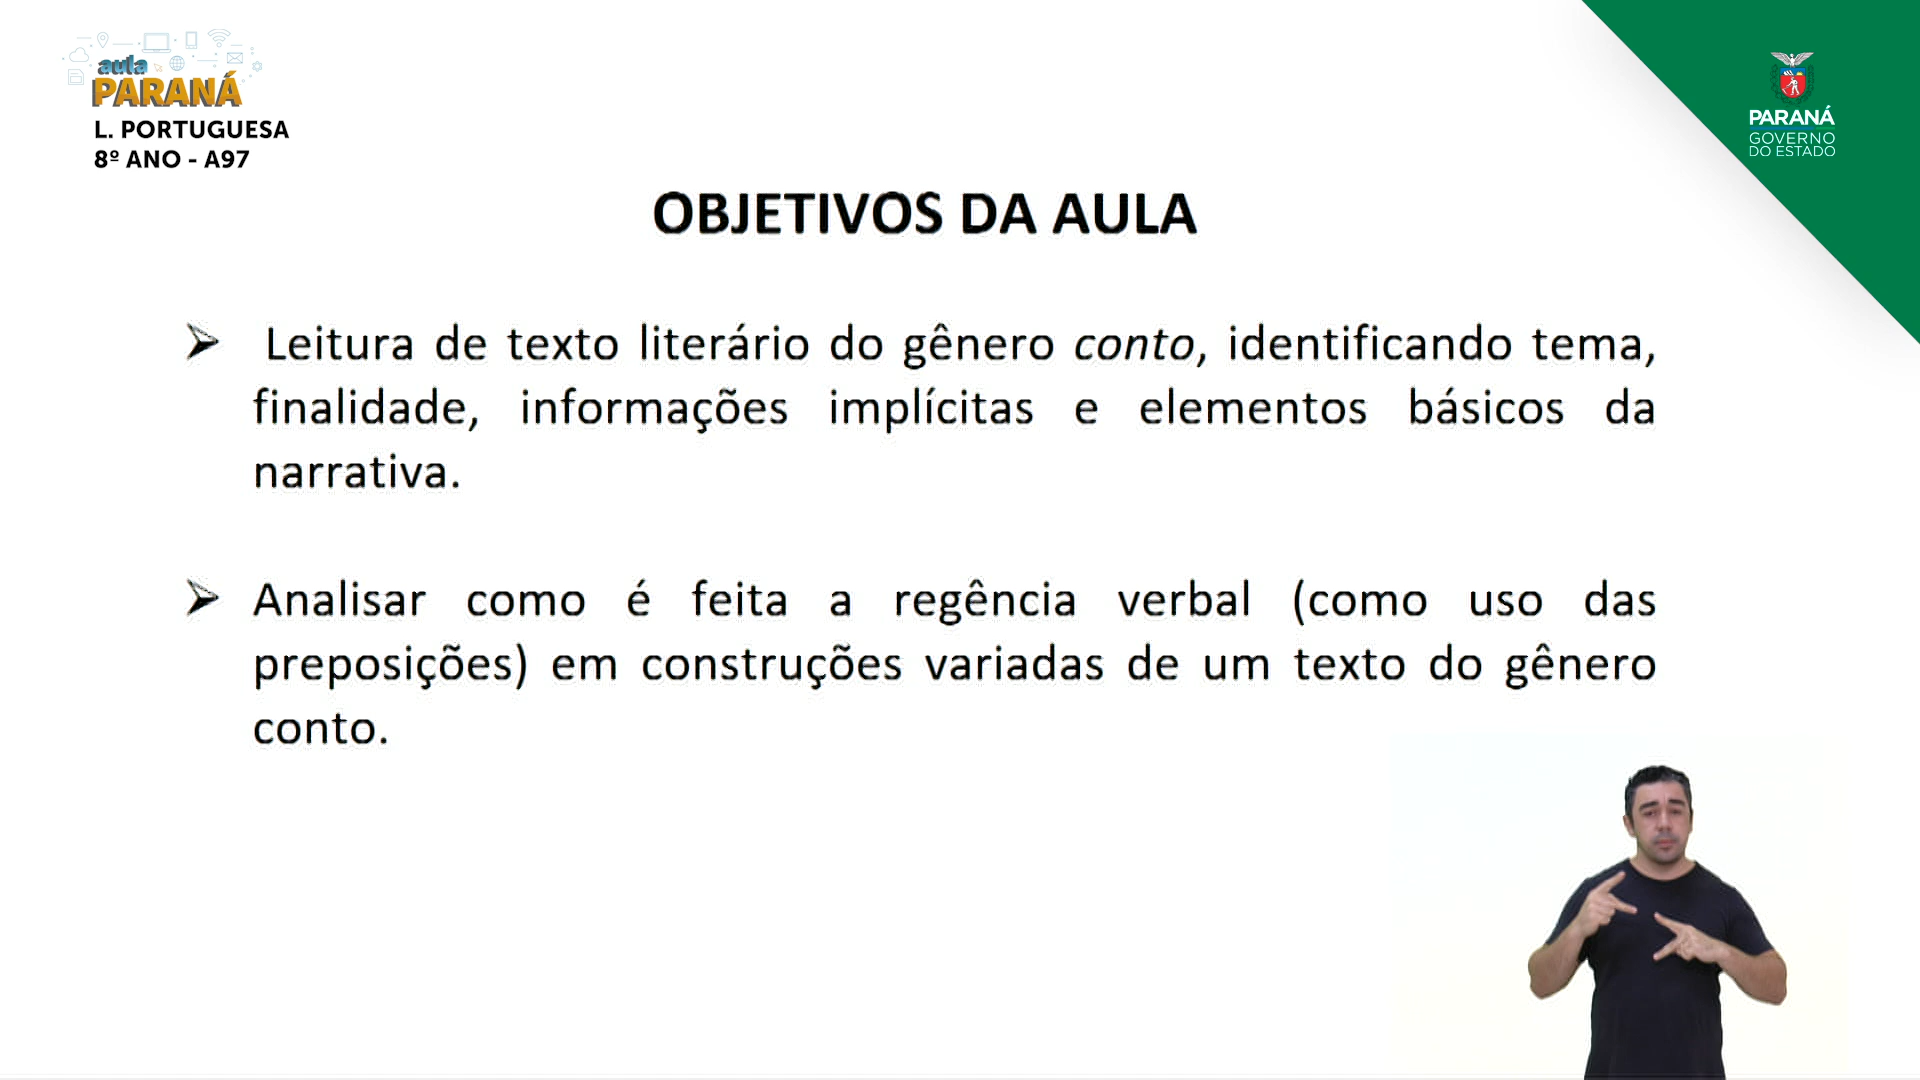 aula
PARANÁ
L. PORTUGUESA
8º ANO - A97
PARANÁ
GOVERNO
DO ESTADO
OBJETIVOS DA AULA
➢ Leitura de texto literário do gênero conto, identificando tema,
finalidade, informações implícitas e elementos básicos da
narrativa.
➢ Analisar como é feita a regência verbal (como uso das
preposições) em construções variadas de um texto do gênero
conto.